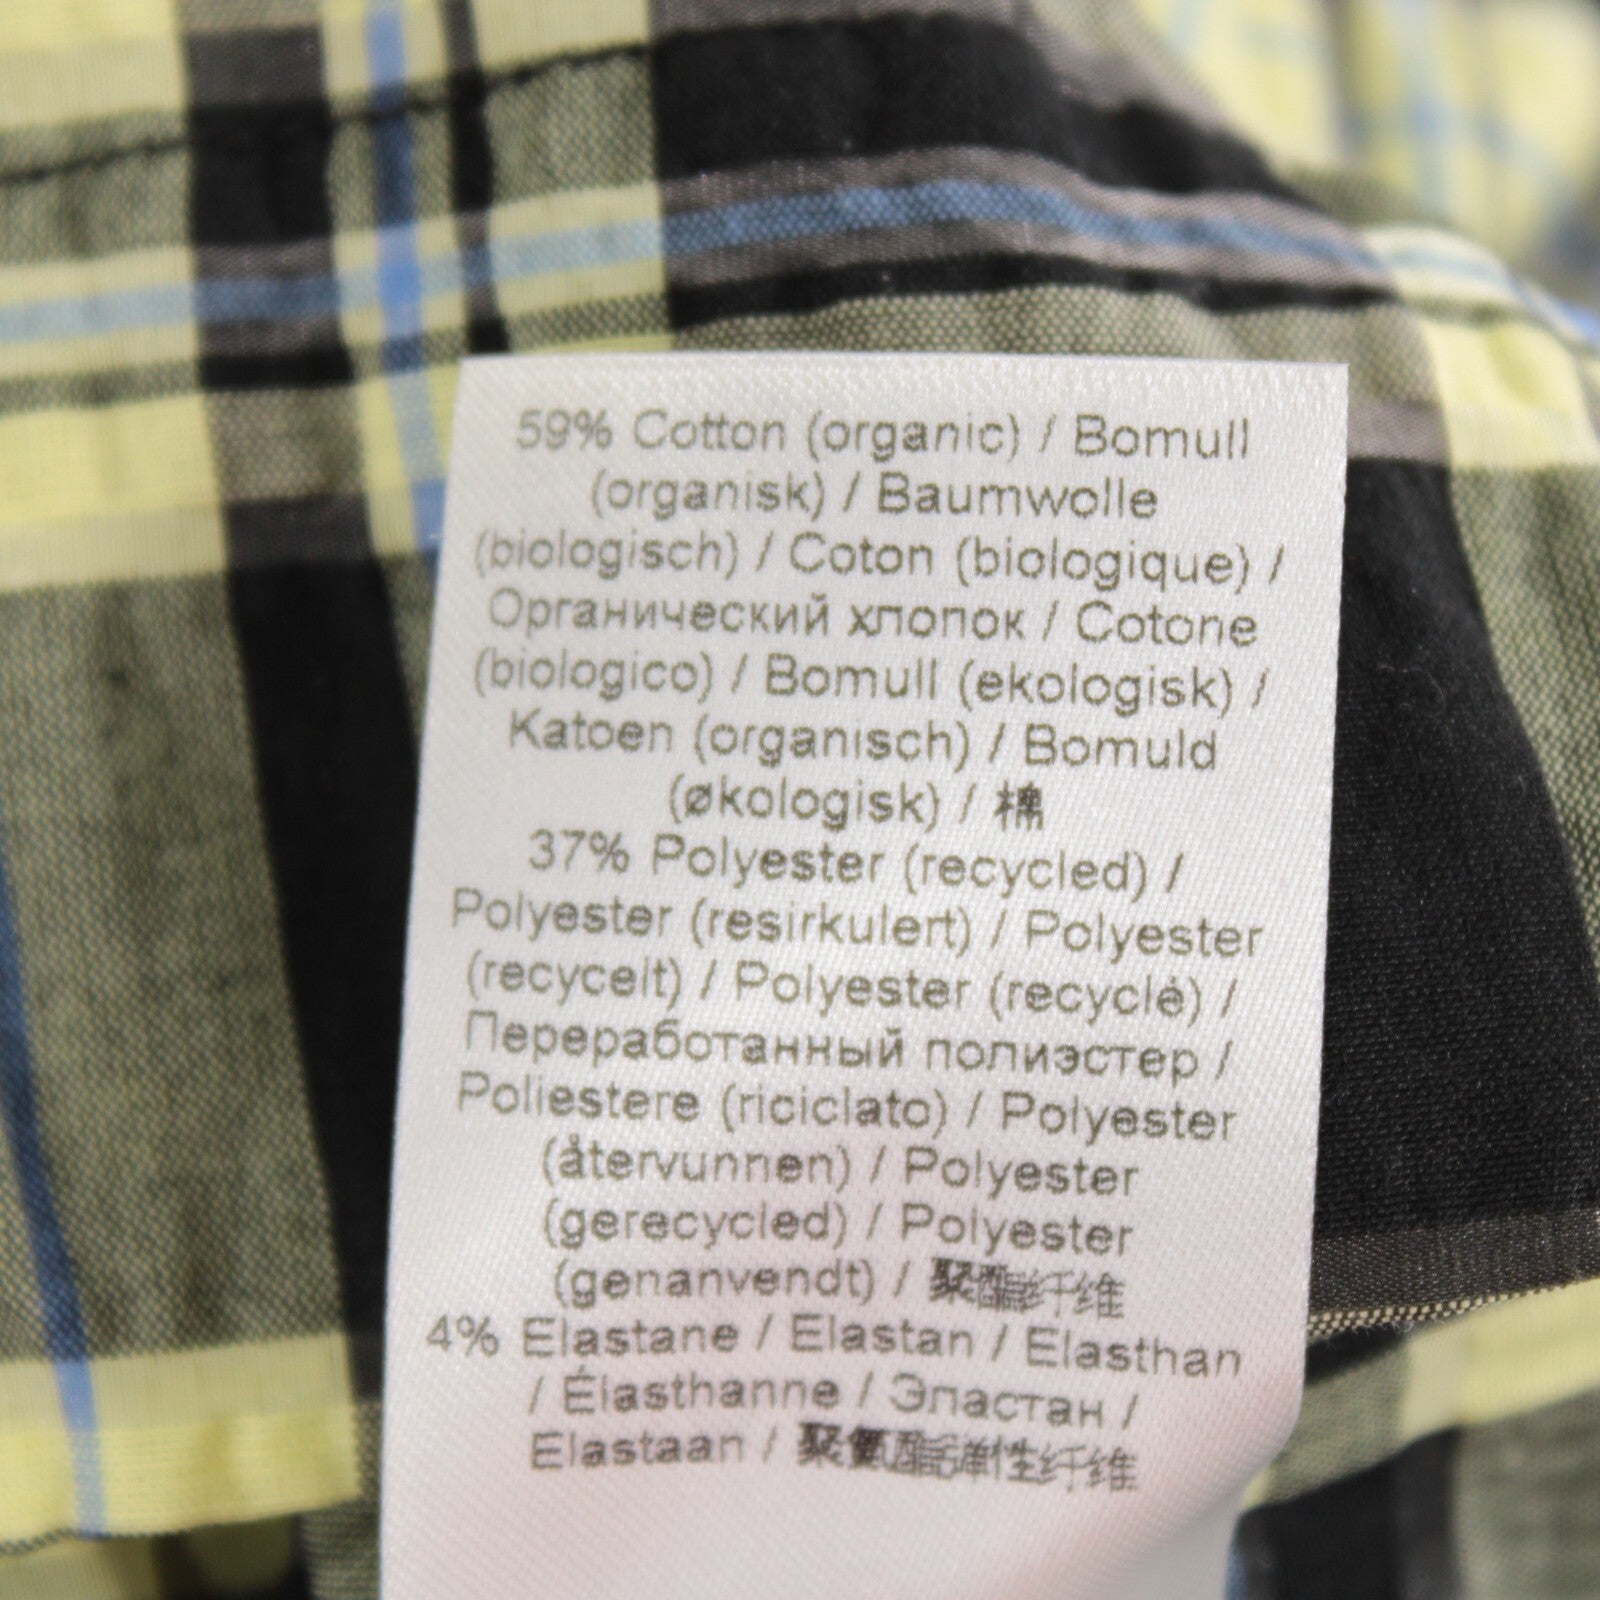 59% Cotton (organic) / Bomull
(organisk) / Baumwolle
(biologisch) / Coton (biologique) /
Органический хлопок / Cotone
(biologico) / Bomull (ekologisk) /
Katoen (organisch) / Bomuld
(økologisk) / 棉
37% Polyester (recycled) /
Polyester (resirkulert) / Polyester
(recycelt) / Polyester (recyclé) /
Переработанный полиэстер /
Poliestere (riciclato) / Polyester
(återvunnen) / Polyester
(gerecycled) / Polyester
(genanvendt) / 聚酯纤维
4% Elastane / Elastan / Elasthan
/ Élasthanne / Эластан /
Elastaan / 聚氨酯弹性纤维